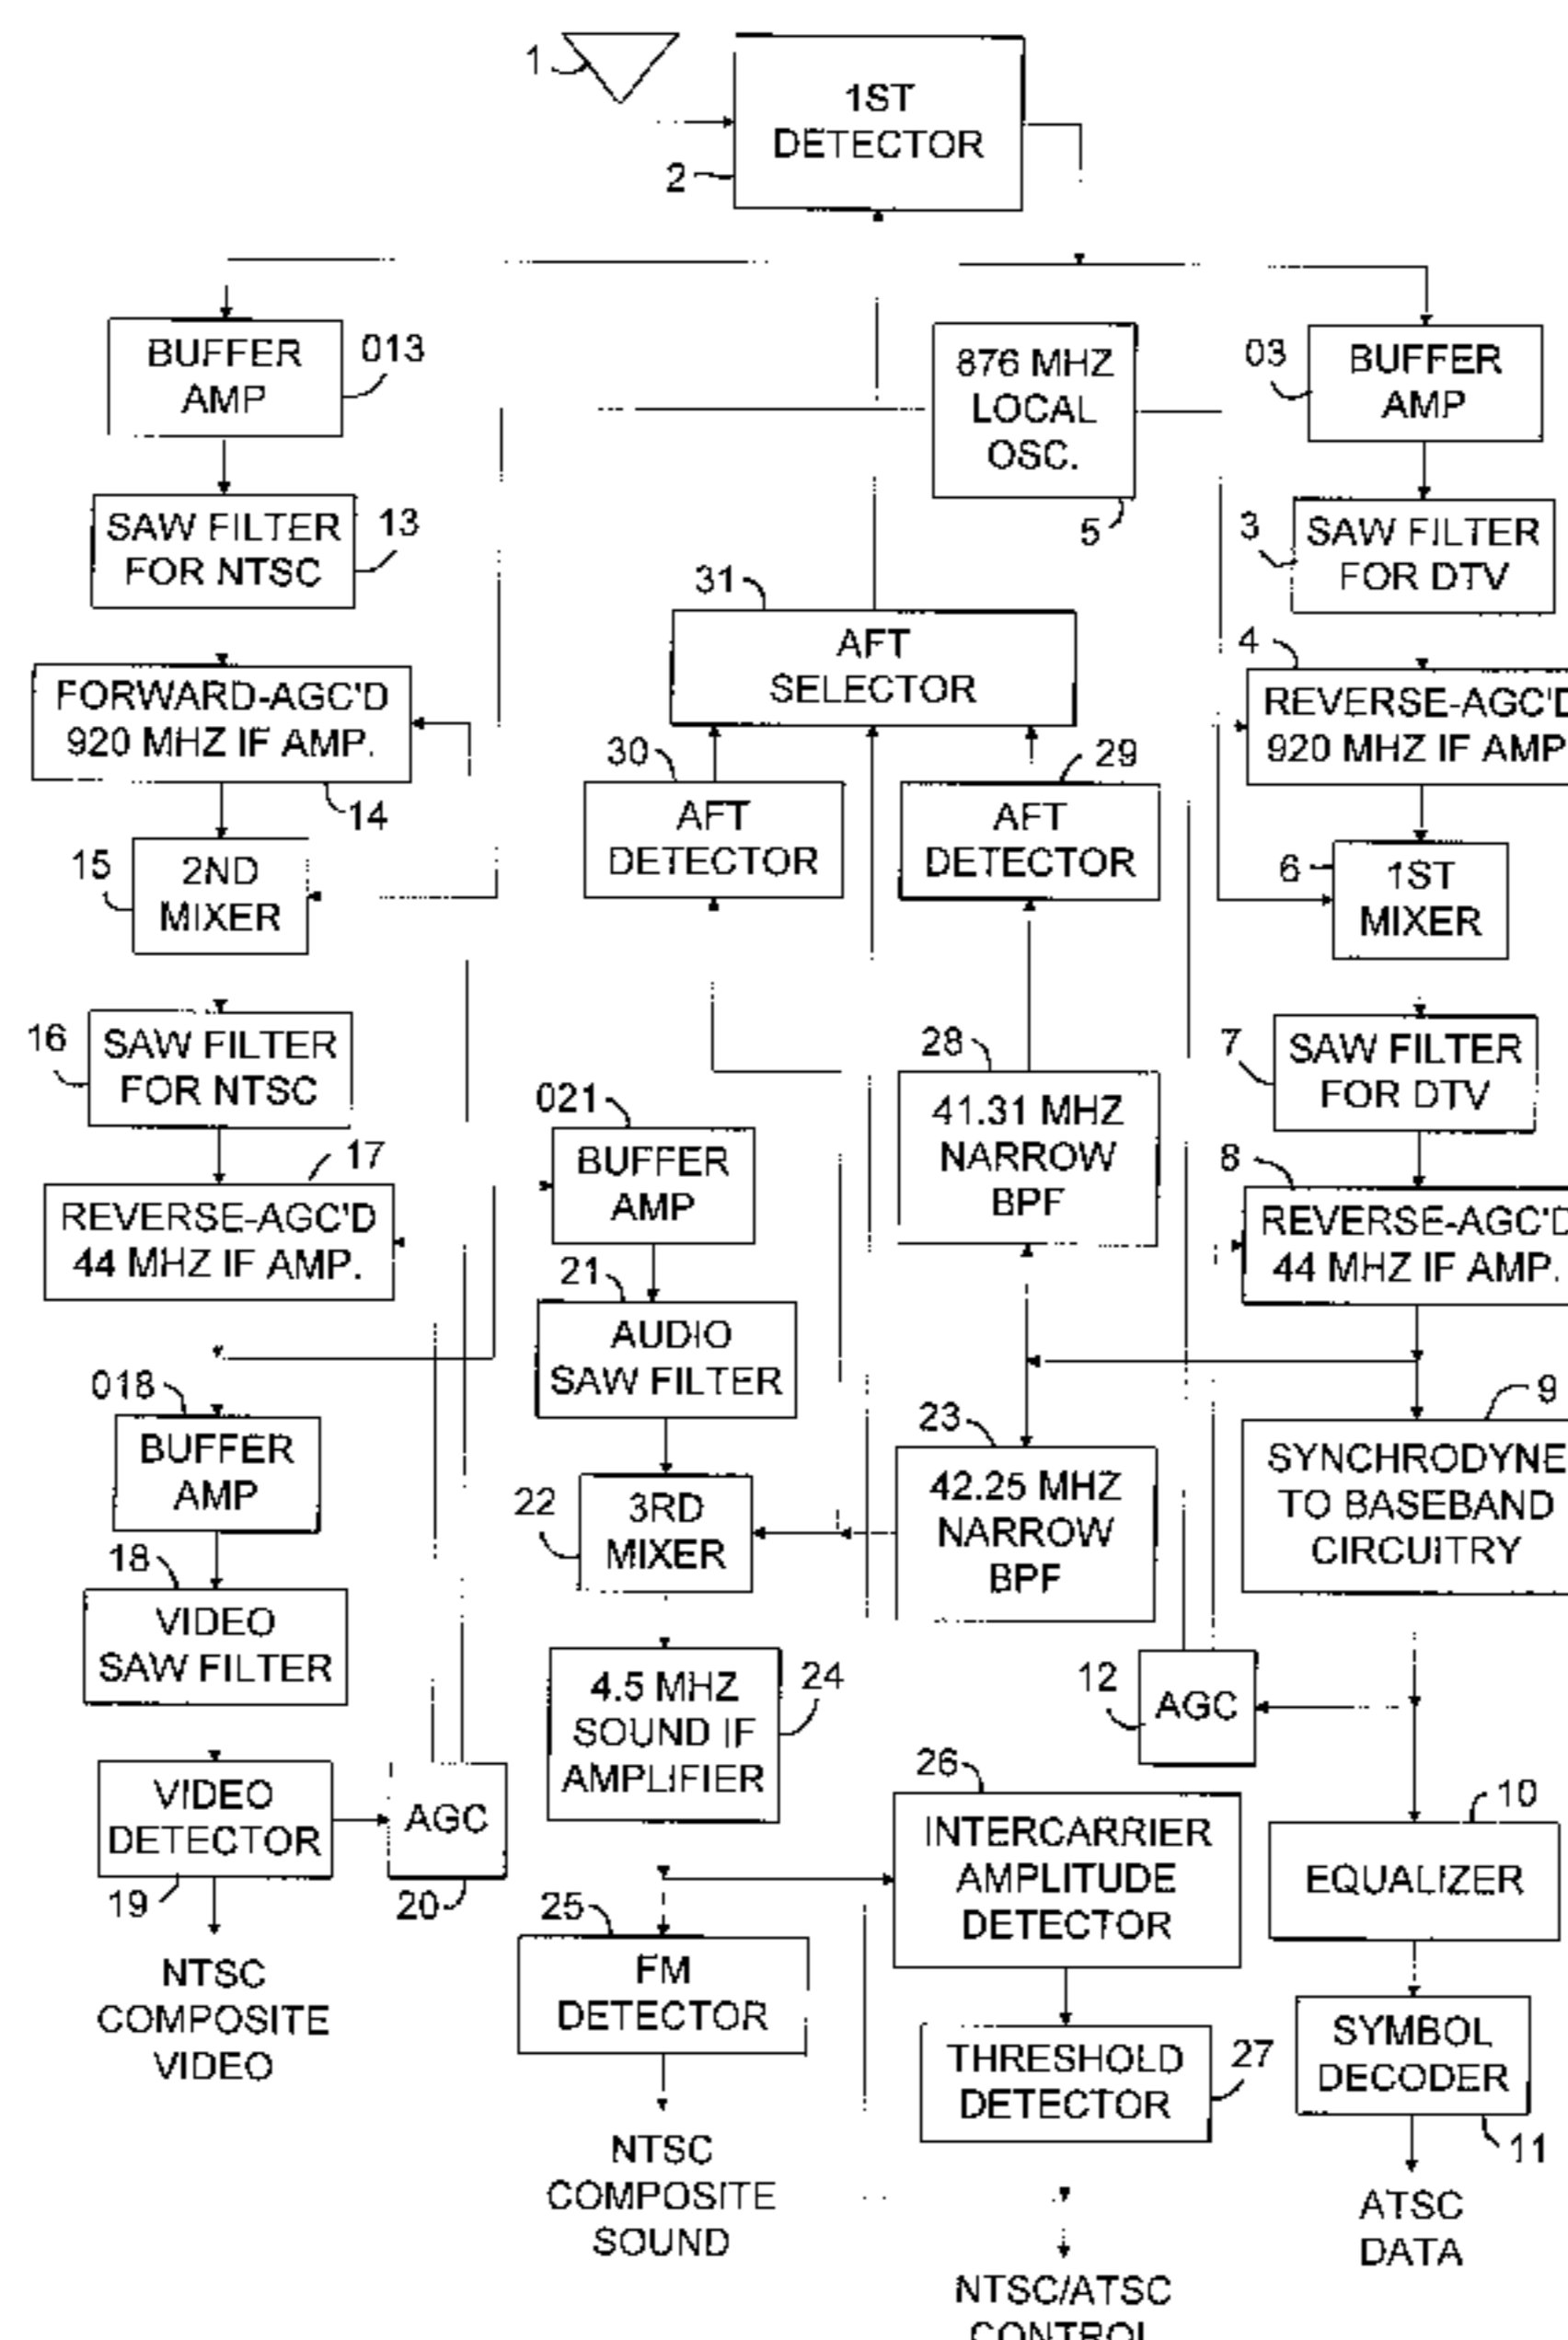 1
1ST
DETECTOR
2
BUFFER
AMP
013
876 MHZ
LOCAL
OSC.
5
03
BUFFER
AMP
SAW FILTER
FOR NTSC
13
3
SAW FILTER
FOR DTV
31
AFT
SELECTOR
FORWARD-AGC'D
920 MHZ IF AMP.
14
4
REVERSE-AGC'D
920 MHZ IF AMP
30
AFT
DETECTOR
29
AFT
DETECTOR
15
2ND
MIXER
6
1ST
MIXER
16
SAW FILTER
FOR NTSC
28
41.31 MHZ
NARROW
BPF
7
SAW FILTER
FOR DTV
021
BUFFER
AMP
17
REVERSE-AGC'D
44 MHZ IF AMP.
8
REVERSE-AGC'D
44 MHZ IF AMP.
21
AUDIO
SAW FILTER
018
BUFFER
AMP
23
42.25 MHZ
NARROW
BPF
9
SYNCHRODYNE
TO BASEBAND
CIRCUITRY
22
3RD
MIXER
18
VIDEO
SAW FILTER
4.5 MHZ
SOUND IF
AMPLIFIER
24
12
AGC
VIDEO
DETECTOR
19
AGC
20
26
INTERCARRIER
AMPLITUDE
DETECTOR
10
EQUALIZER
25
FM
DETECTOR
NTSC
COMPOSITE
VIDEO
THRESHOLD
DETECTOR
27
SYMBOL
DECODER
11
NTSC
COMPOSITE
SOUND
ATSC
DATA
NTSC/ATSC
CONTROL